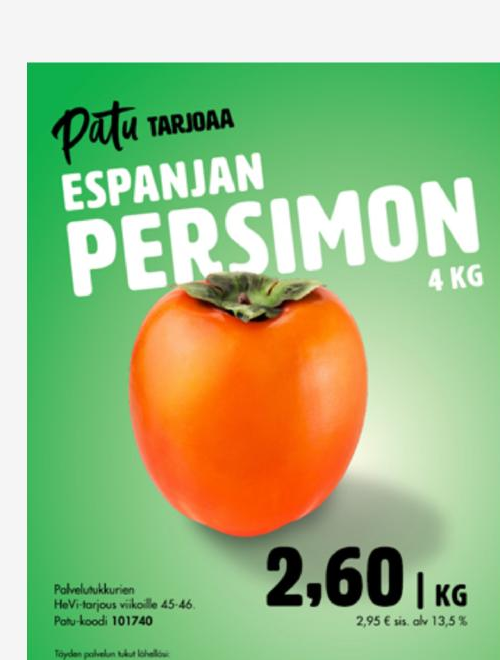 Patu TARJOAA
ESPANJAN
PERSIMON
4 KG
2,60 | KG
2,95 € sis. alv 13,5 %
Palvelutukkurien
HeVi-tarjous viikoille 45-46.
Patu-koodi 101740
Täyden palvelun tukut lähelläsi: